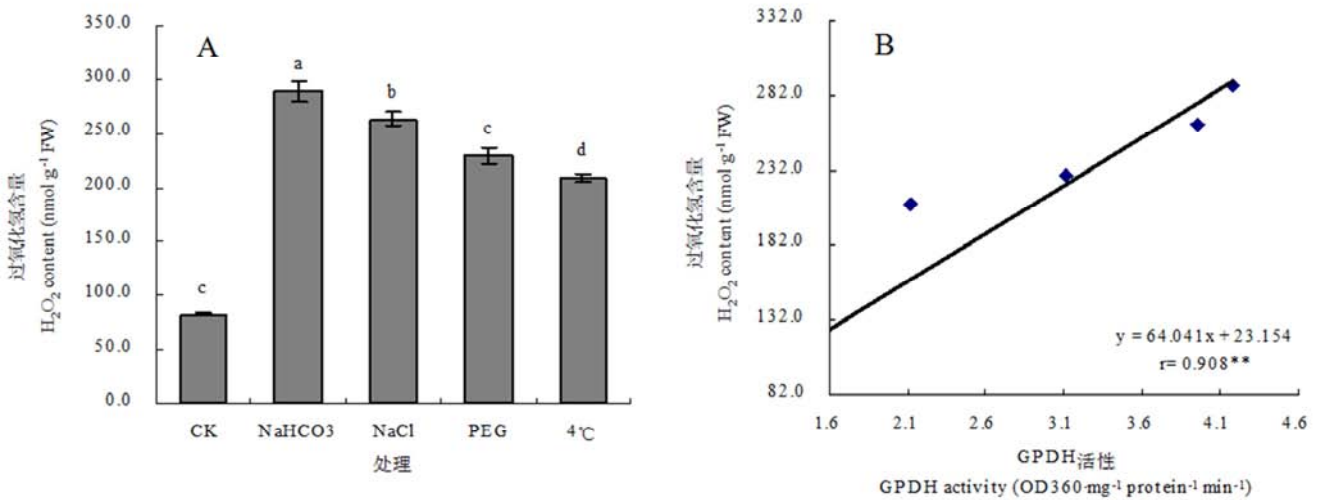 A
过氧化氢含量
H₂O₂ content (nmol·g⁻¹ FW)
350.0
300.0
250.0
200.0
150.0
100.0
50.0
0.0
c
a
b
c
d
CK
NaHCO3
NaCl
PEG
4℃
处理
B
过氧化氢含量
H₂O₂ content (nmol·g⁻¹ FW)
332.0
282.0
232.0
182.0
132.0
82.0
y = 64.041x + 23.154
r= 0.908**
1.6
2.1
2.6
3.1
3.6
4.1
4.6
GPDH活性
GPDH activity (OD360·mg⁻¹ protein⁻¹ min⁻¹)